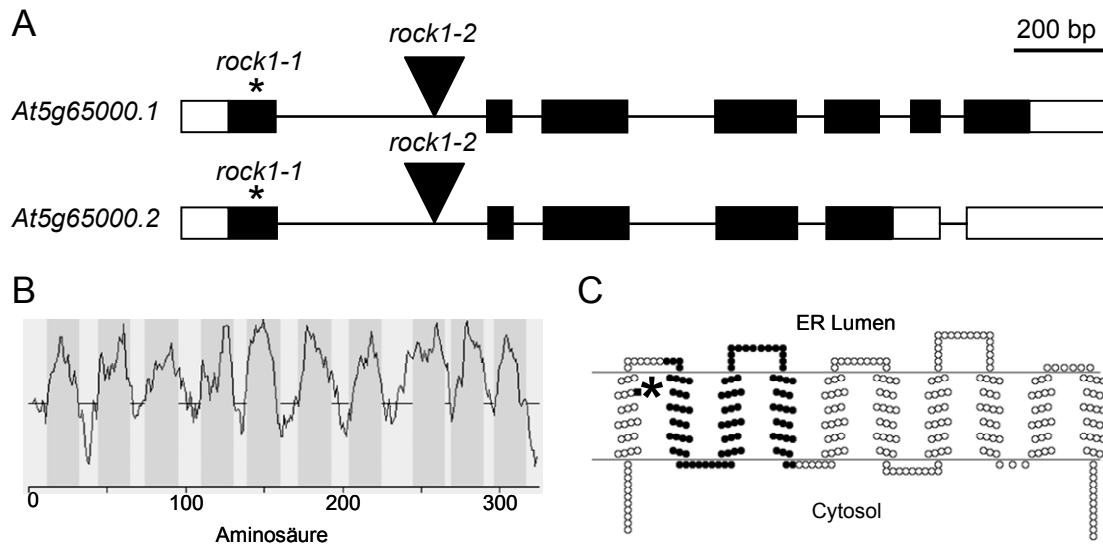 A
200 bp
rock1-2
rock1-1
*
At5g65000.1
rock1-2
rock1-1
*
At5g65000.2
B
C
ER Lumen
*
0 100 200 300
Cytosol
Aminosäure